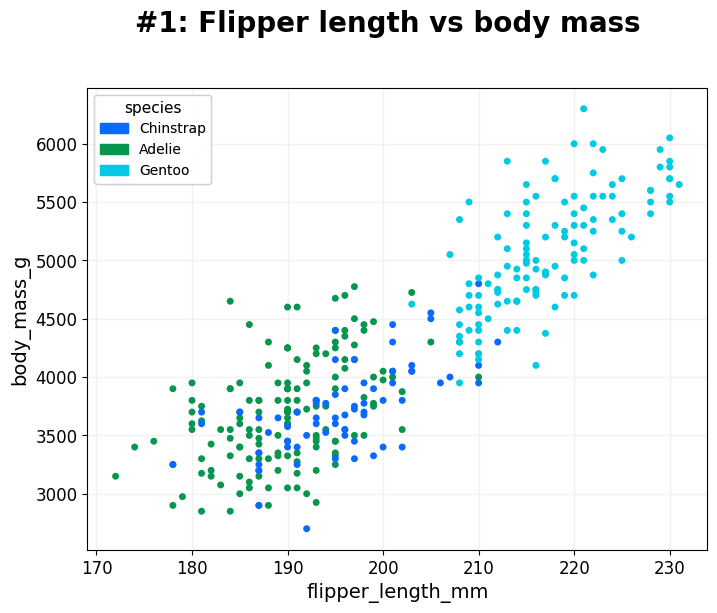 #1: Flipper length vs body mass
species
Chinstrap
Adelie
Gentoo
body_mass_g
6000
5500
5000
4500
4000
3500
3000
170 180 190 200 210 220 230
flipper_length_mm